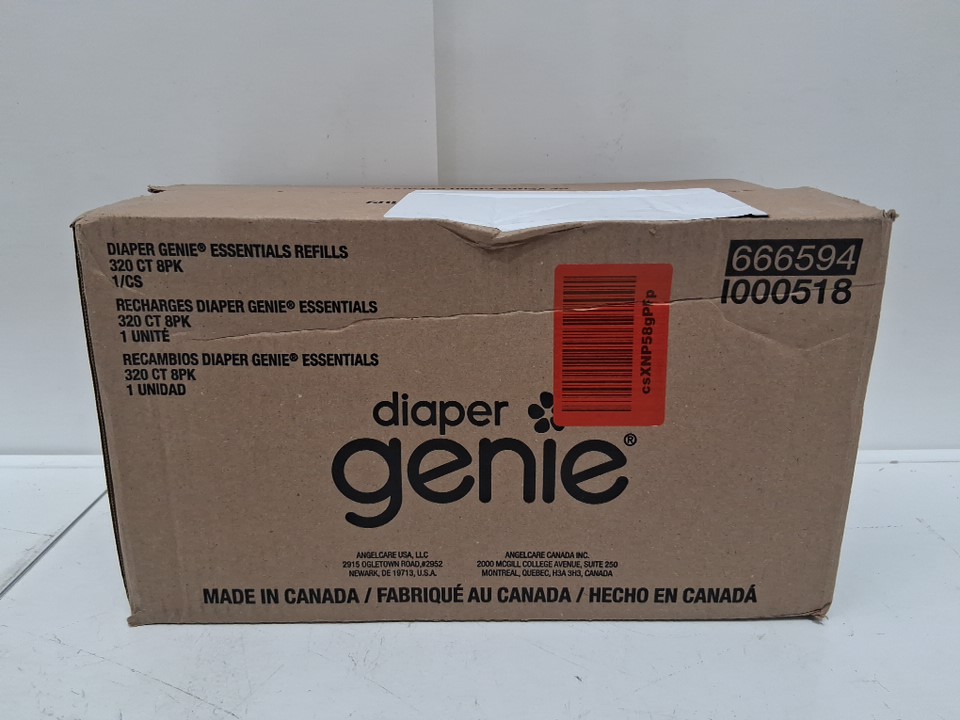 DIAPER GENIE® ESSENTIALS REFILLS
320 CT 8PK
1/CS
RECHARGES DIAPER GENIE® ESSENTIALS
320 CT 8PK
1 UNITÉ
RECAMBIOS DIAPER GENIE® ESSENTIALS
320 CT 8PK
1 UNIDAD
666594
I000518
csXNP58gPfp
diaper
genie®
ANGELCARE USA, LLC
2915 OGLETOWN ROAD,#2952
NEWARK, DE 19713, U.S.A.
ANGELCARE CANADA INC.
2000 MCGILL COLLEGE AVENUE, SUITE 250
MONTREAL, QUEBEC, H3A 3H3, CANADA
MADE IN CANADA / FABRIQUÉ AU CANADA / HECHO EN CANADÁ